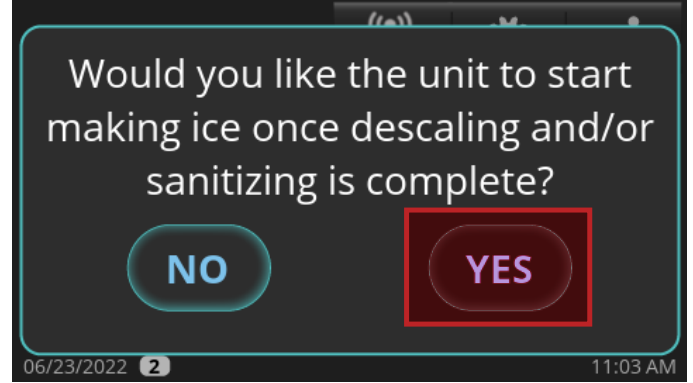 Would you like the unit to start
making ice once descaling and/or
sanitizing is complete?
NO YES
06/23/2022 2 11:03 AM